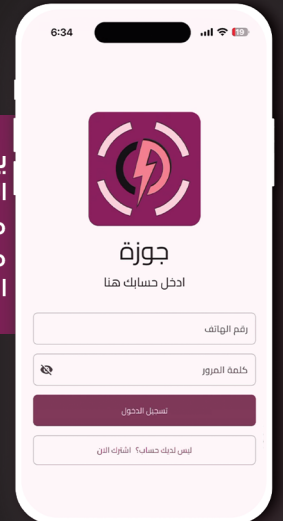 6:34
19
جوزة
ادخل حسابك هنا
رقم الهاتف
كلمة المرور
تسجيل الدخول
ليس لديك حساب؟ اشترك الان